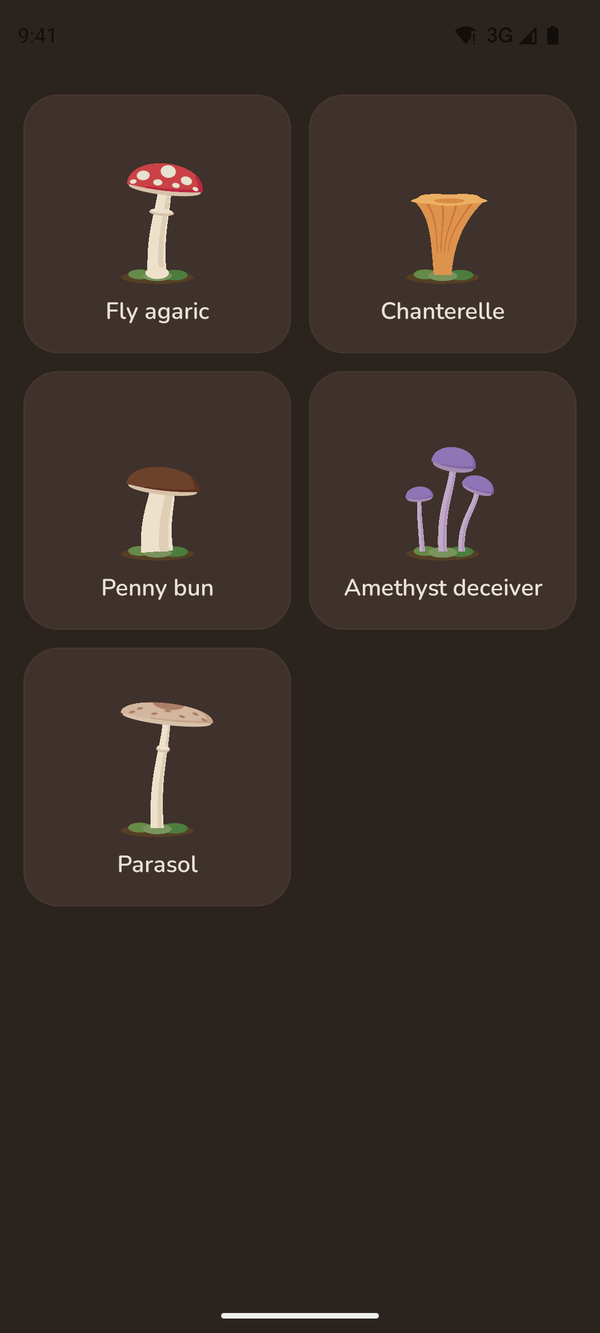 9:41
3G
Fly agaric
Chanterelle
Penny bun
Amethyst deceiver
Parasol